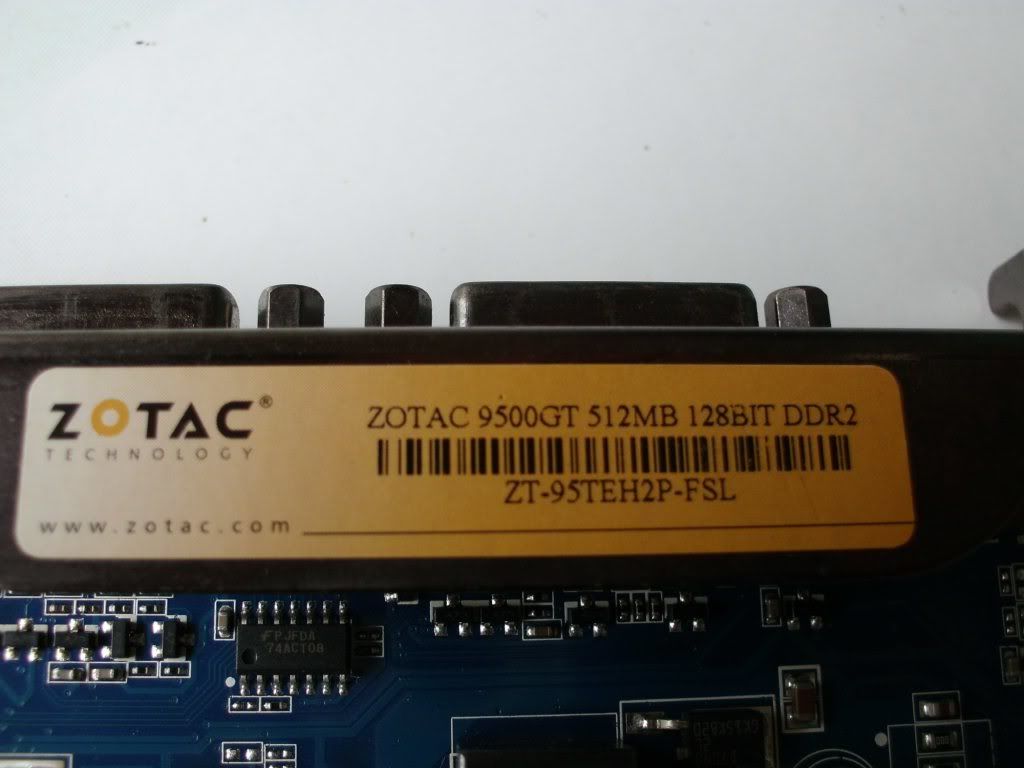 ZOTAC®
TECHNOLOGY
www.zotac.com
ZOTAC 9500GT 512MB 128BIT DDR2
ZT-95TEH2P-FSL
PJFDA
74ACT08